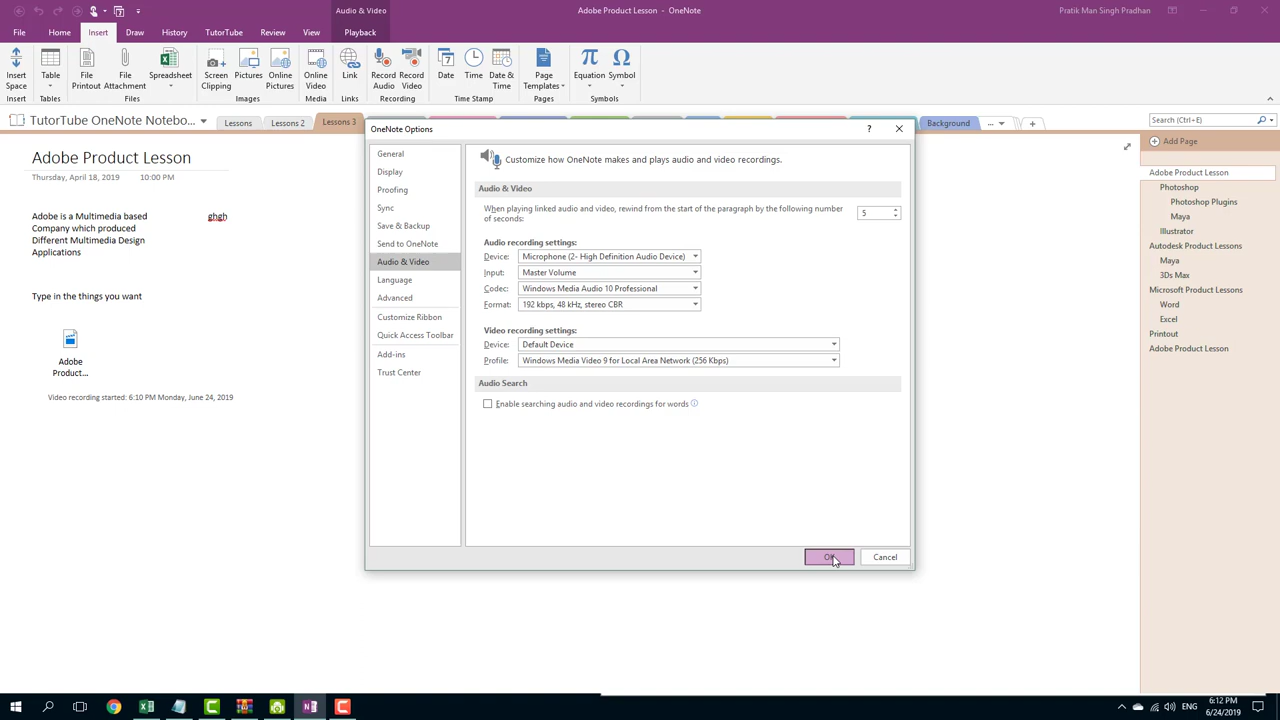 Audio & Video
Adobe Product Lesson - OneNote
Pratik Man Singh Pradhan
File Home Insert Draw History TutorTube Review View Playback
Insert Space
Table
File Printout
File Attachment
Spreadsheet
Screen Clipping
Pictures
Online Pictures
Online Video
Link
Record Audio
Record Video
Date
Time
Date & Time
Page Templates
Equation
Symbol
Insert Tables Files Images Media Links Recording Time Stamp Pages Symbols
TutorTube OneNote Notebo...
Lessons
Lessons 2
Lessons 3
Background
...
Search (Ctrl+E)
Adobe Product Lesson
Thursday, April 18, 2019 10:00 PM
Adobe is a Multimedia based
Company which produced
Different Multimedia Design
Applications
ghgh
Type in the things you want
Adobe
Product...
Video recording started: 6:10 PM Monday, June 24, 2019
OneNote Options
?
General
Display
Proofing
Sync
Save & Backup
Send to OneNote
Audio & Video
Language
Advanced
Customize Ribbon
Quick Access Toolbar
Add-ins
Trust Center
Customize how OneNote makes and plays audio and video recordings.
Audio & Video
When playing linked audio and video, rewind from the start of the paragraph by the following number
of seconds:
5
Audio recording settings:
Device: Microphone (2- High Definition Audio Device)
Input: Master Volume
Codec: Windows Media Audio 10 Professional
Format: 192 kbps, 48 kHz, stereo CBR
Video recording settings:
Device: Default Device
Profile: Windows Media Video 9 for Local Area Network (256 Kbps)
Audio Search
Enable searching audio and video recordings for words
OK
Cancel
Add Page
Adobe Product Lesson
Photoshop
Photoshop Plugins
Maya
Illustrator
Autodesk Product Lessons
Maya
3Ds Max
Microsoft Product Lessons
Word
Excel
Printout
Adobe Product Lesson
ENG
6:12 PM
6/24/2019